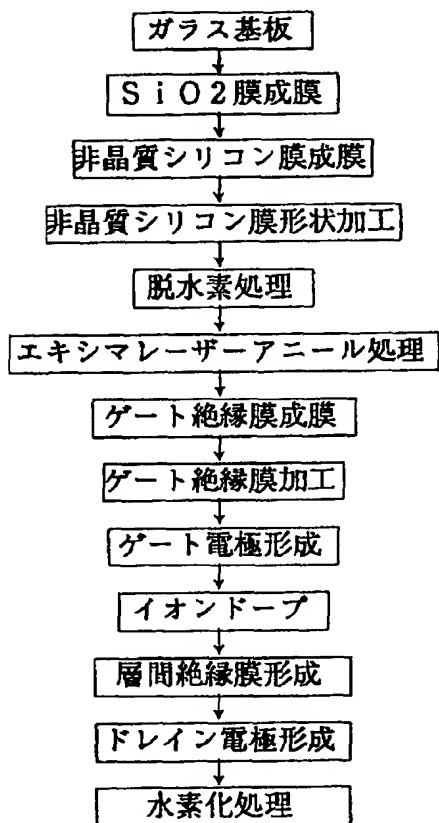 ガラス基板
SiO2膜成膜
非晶質シリコン膜成膜
非晶質シリコン膜形状加工
脱水素処理
エキシマレーザーアニール処理
ゲート絶縁膜成膜
ゲート絶縁膜加工
ゲート電極形成
イオンドープ
層間絶縁膜形成
ドレイン電極形成
水素化処理